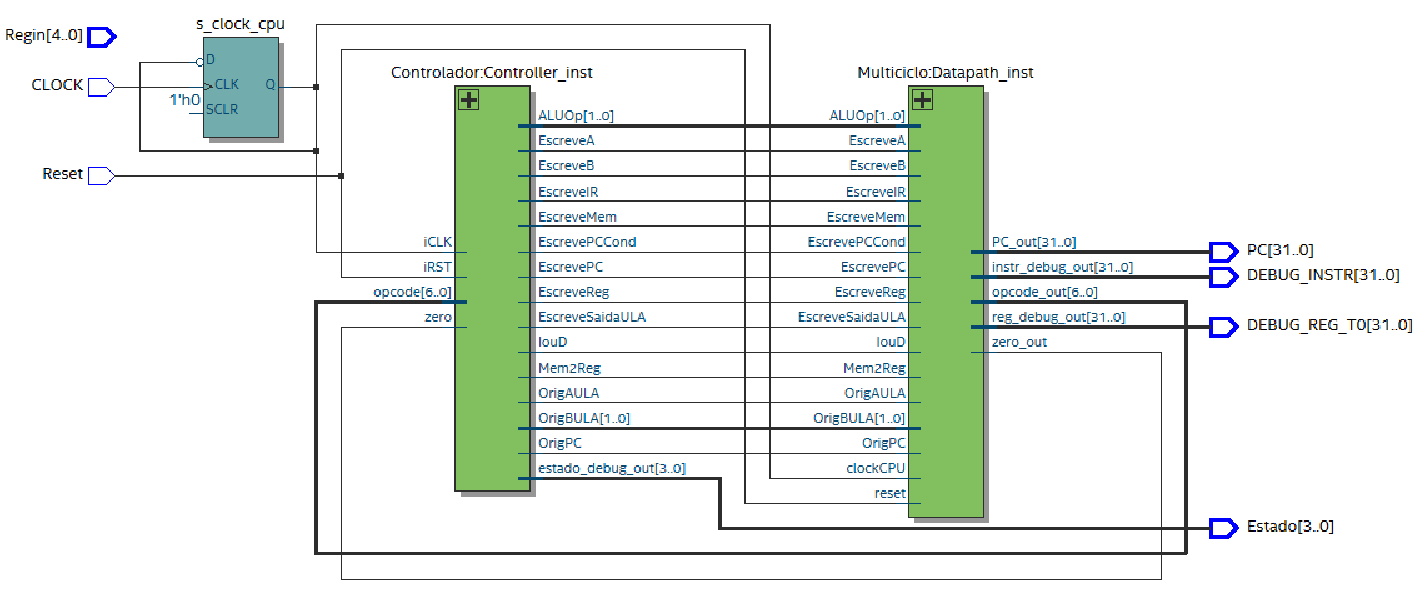 s_clock_cpu
Regin[4..0]
D
CLOCK
CLK
Q
1'h0
SCLR
Reset
Controlador:Controller_inst
ALUOp[1..0]
EscreveA
EscreveB
EscreveIR
EscreveMem
iCLK
EscrevePCCond
iRST
EscrevePC
opcode[6..0]
EscreveReg
zero
EscreveSaidaULA
IouD
Mem2Reg
OrigAULA
OrigBULA[1..0]
OrigPC
estado_debug_out[3..0]
Multiciclo:Datapath_inst
ALUOp[1..0]
EscreveA
EscreveB
EscreveIR
EscreveMem
EscrevePCCond
PC_out[31..0]
EscrevePC
instr_debug_out[31..0]
EscreveReg
opcode_out[6..0]
EscreveSaidaULA
reg_debug_out[31..0]
IouD
zero_out
Mem2Reg
OrigAULA
OrigBULA[1..0]
OrigPC
clockCPU
reset
PC[31..0]
DEBUG_INSTR[31..0]
DEBUG_REG_T0[31..0]
Estado[3..0]